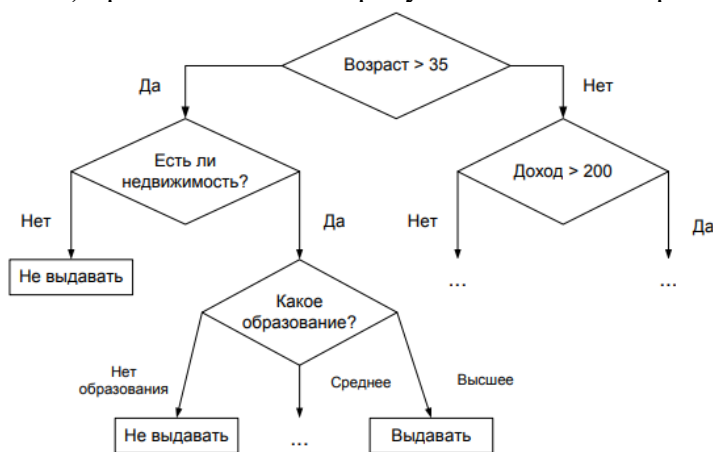 Возраст > 35
Да
Нет
Есть ли
недвижимость?
Доход > 200
Нет
Да
Нет
Да
Не выдавать
...
...
Какое
образование?
Нет
образования
Среднее
Высшее
Не выдавать
...
Выдавать